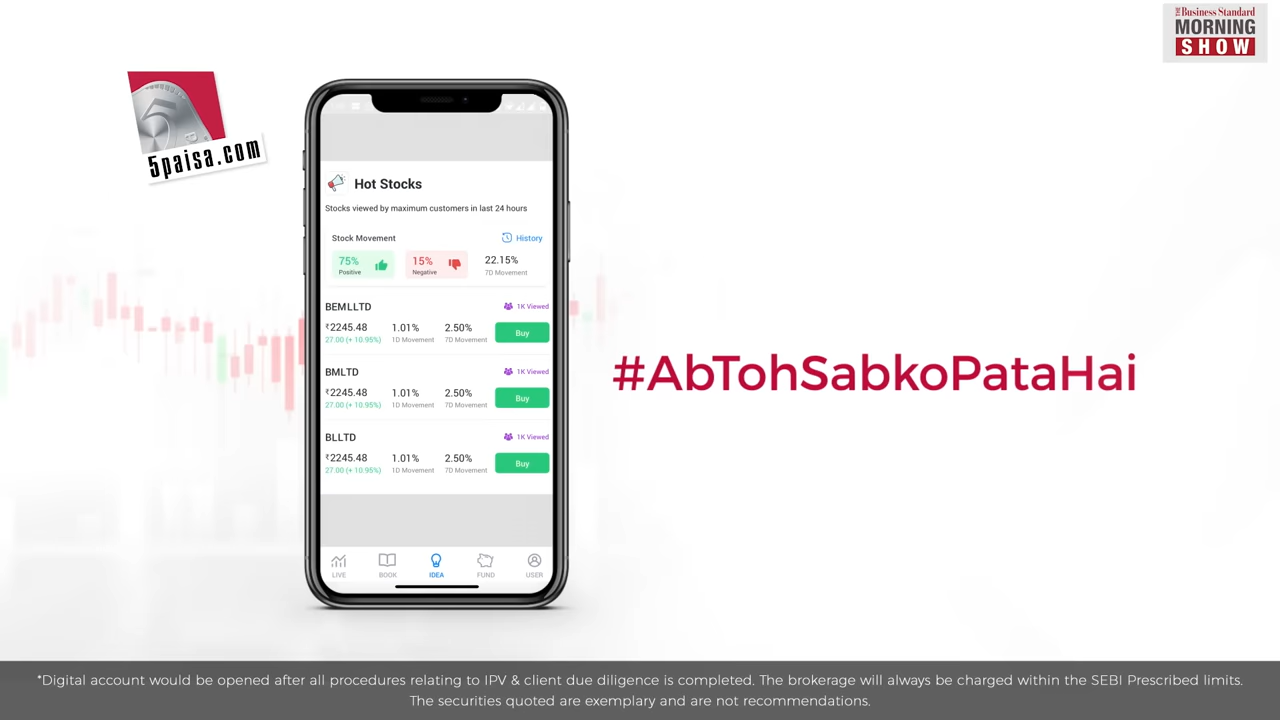 THE Business Standard
MORNING
SHOW
5
5paisa.com
Hot Stocks
Stocks viewed by maximum customers in last 24 hours
Stock Movement
History
75%
Positive
15%
Negative
22.15%
7D Movement
BEMLLTD
1K Viewed
₹2245.48
1.01%
2.50%
Buy
27.00 (+ 10.95%)
1D Movement
7D Movement
BMLTD
1K Viewed
₹2245.48
1.01%
2.50%
Buy
27.00 (+ 10.95%)
1D Movement
7D Movement
BLLTD
1K Viewed
₹2245.48
1.01%
2.50%
Buy
27.00 (+ 10.95%)
1D Movement
7D Movement
LIVE
BOOK
IDEA
FUND
USER
#AbTohSabkoPataHai
*Digital account would be opened after all procedures relating to IPV & client due diligence is completed. The brokerage will always be charged within the SEBI Prescribed limits.
The securities quoted are exemplary and are not recommendations.